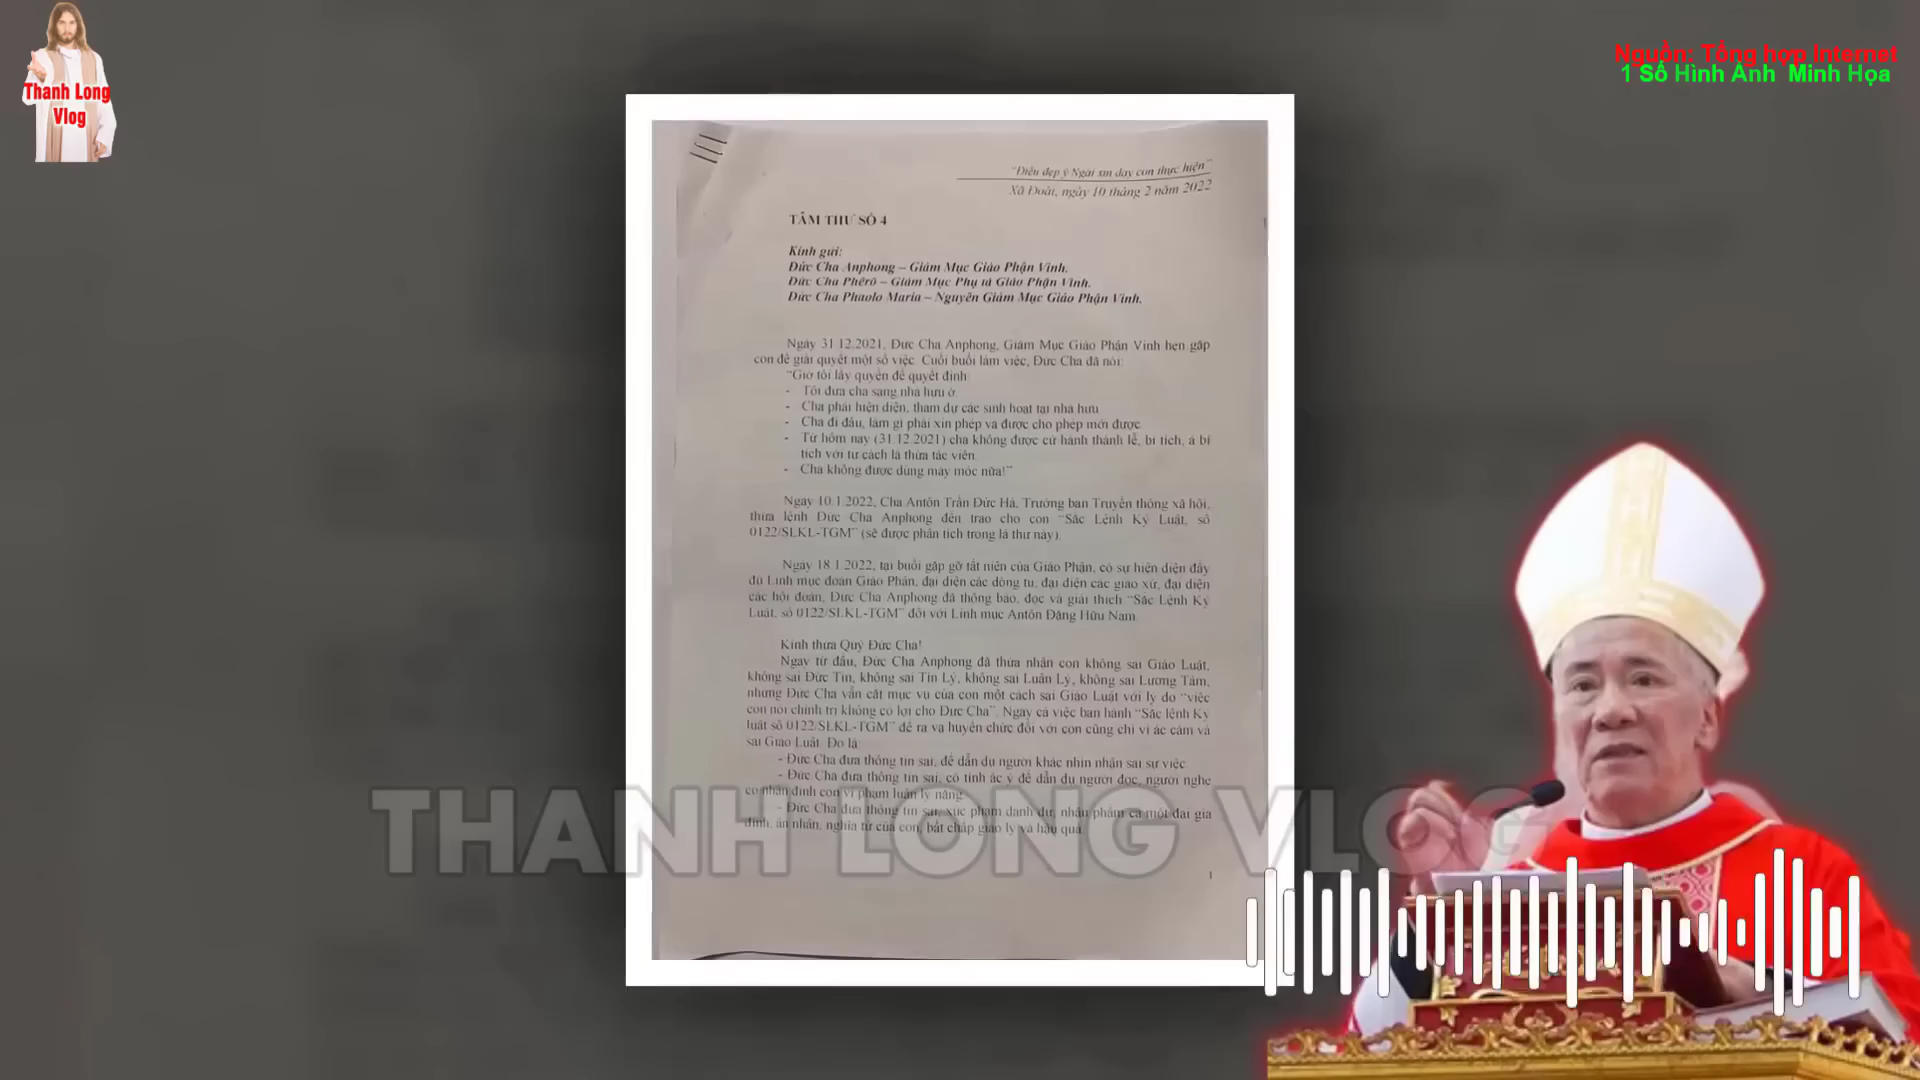 Thanh Long
Vlog
Nguồn: Tổng hợp Internet
1 Số Hình Ảnh Minh Họa
"Điều đẹp ý Ngài xin dạy con thực hiện"
Xã Đoài, ngày 10 tháng 2 năm 2022
TÂM THƯ SỐ 4
Kính gửi:
Đức Cha Anphong – Giám Mục Giáo Phận Vinh.
Đức Cha Phêrô – Giám Mục Phụ tá Giáo Phận Vinh.
Đức Cha Phaolo Maria – Nguyên Giám Mục Giáo Phận Vinh.
Ngày 31.12.2021, Đức Cha Anphong, Giám Mục Giáo Phận Vinh hẹn gặp
con để giải quyết một số việc. Cuối buổi làm việc, Đức Cha đã nói:
"Giờ tôi lấy quyền để quyết định:
- Tôi đưa cha sang nhà hưu ở.
- Cha phải hiện diện, tham dự các sinh hoạt tại nhà hưu.
- Cha đi đâu, làm gì phải xin phép và được cho phép mới được.
- Từ hôm nay (31.12.2021) cha không được cử hành thánh lễ, bí tích, á bí
tích với tư cách là thừa tác viên.
- Cha không được dùng máy móc nữa!"
Ngày 10.1.2022, Cha Antôn Trần Đức Hà, Trưởng ban Truyền thông xã hội,
thừa lệnh Đức Cha Anphong đến trao cho con "Sắc Lệnh Kỷ Luật, số
0122/SLKL-TGM" (sẽ được phân tích trong lá thư này).
Ngày 18.1.2022, tại buổi gặp gỡ tất niên của Giáo Phận, có sự hiện diện đầy
đủ Linh mục đoàn Giáo Phận, đại diện các dòng tu, đại diện các giáo xứ, đại diện
các hội đoàn, Đức Cha Anphong đã thông báo, đọc và giải thích "Sắc Lệnh Kỷ
Luật, số 0122/SLKL-TGM" đối với Linh mục Antôn Đặng Hữu Nam.
Kính thưa Quý Đức Cha!
Ngay từ đầu, Đức Cha Anphong đã thừa nhận con không sai Giáo Luật,
không sai Đức Tin, không sai Tín Lý, không sai Luân Lý, không sai Lương Tâm,
nhưng Đức Cha vẫn cắt mục vụ của con một cách sai Giáo Luật với lý do "việc
con nói chính trị không có lợi cho Đức Cha". Ngay cả việc ban hành "Sắc lệnh Kỷ
luật số 0122/SLKL-TGM" để ra vạ huyền chức đối với con cũng chỉ vì ác cảm và
sai Giáo Luật. Đó là:
- Đức Cha đưa thông tin sai, để dẫn dụ người khác nhìn nhận sai sự việc.
- Đức Cha đưa thông tin sai, có tính ác ý để dẫn dụ người đọc, người nghe
có nhận định con vi phạm luân lý nặng.
- Đức Cha đưa thông tin sai, xúc phạm danh dự, nhân phẩm cả một đại gia
đình, ân nhân, nghĩa tử của con, bất chấp giáo lý và hậu quả.
1
THANH LONG VLOG